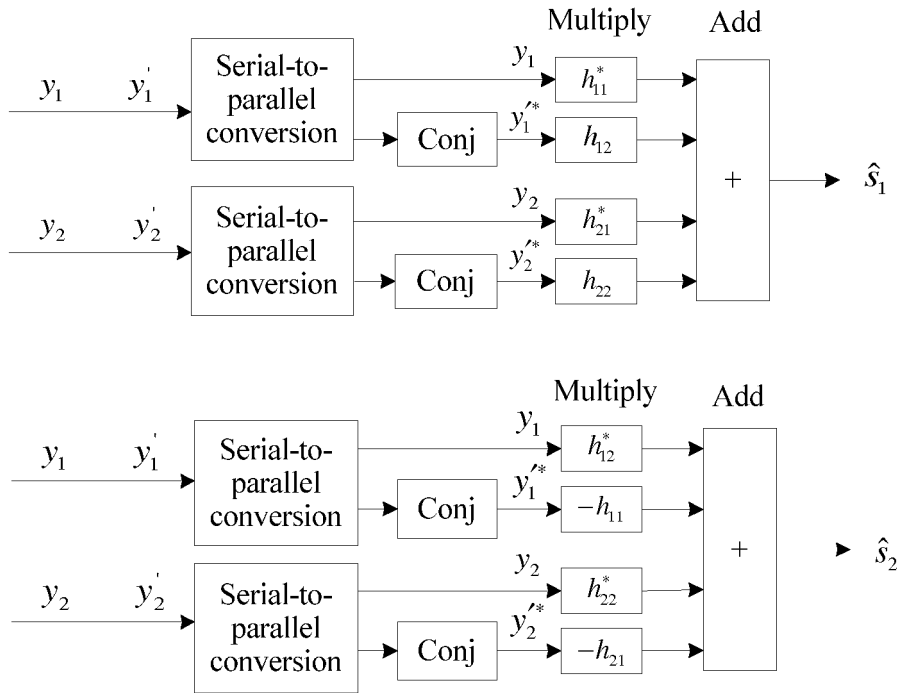 Multiply Add
y₁ y₁' Serial-to-
parallel
conversion
y₁ h₁₁*
Conj y₁′* h₁₂
+ ŝ₁
y₂ y₂' Serial-to-
parallel
conversion
y₂ h₂₁*
Conj y₂′* h₂₂
Multiply Add
y₁ y₁' Serial-to-
parallel
conversion
y₁ h₁₂*
Conj y₁′* −h₁₁
+ ŝ₂
y₂ y₂' Serial-to-
parallel
conversion
y₂ h₂₂*
Conj y₂′* −h₂₁